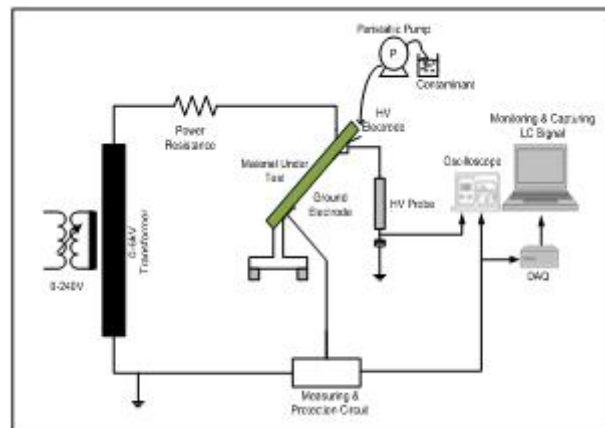 Peristaltic Pump
P
Contaminant
HV
Electrode
Power
Resistance
Material Under
Test
Ground
Electrode
HV Probe
Monitoring & Capturing
LC Signal
Oscilloscope
DAQ
0-240V
0-6kV
Transformer
Measuring &
Protection Circuit